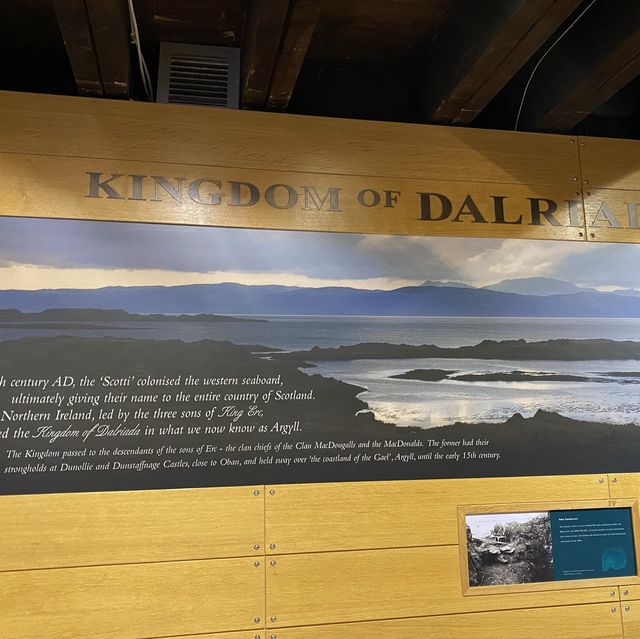 KINGDOM OF DALRIA
h century AD, the 'Scotti' colonised the western seaboard,
ultimately giving their name to the entire country of Scotland.
Northern Ireland, led by the three sons of King Erc,
ed the Kingdom of Dalriada in what we now know as Argyll.
The Kingdom passed to the descendants of the sons of Erc - the clan chiefs of the Clan MacDougalls and the MacDonalds. The former had their
strongholds at Dunollie and Dunstaffnage Castles, close to Oban, and held sway over 'the coastland of the Gael', Argyll, until the early 15th century.